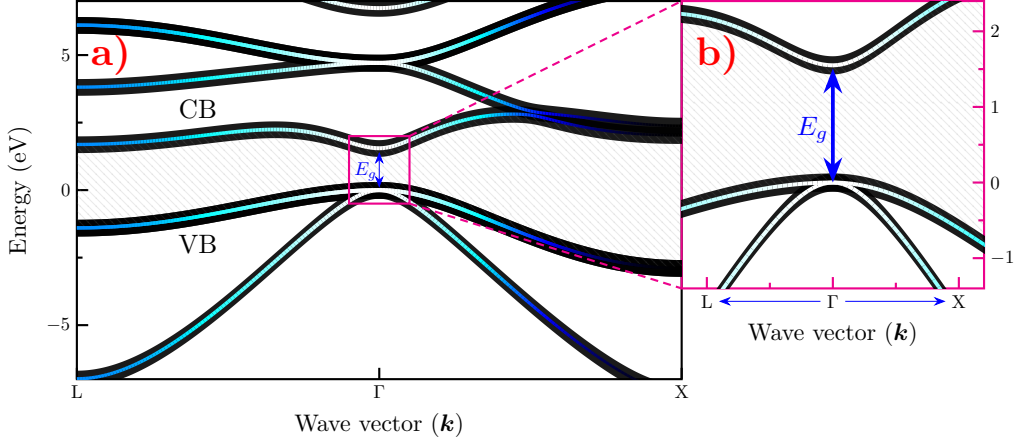 a)
CB
VB
E_g
5
0
−5
Energy (eV)
L
Γ
X
Wave vector (k)
b)
E_g
2
1
0
−1
L
Γ
X
Wave vector (k)